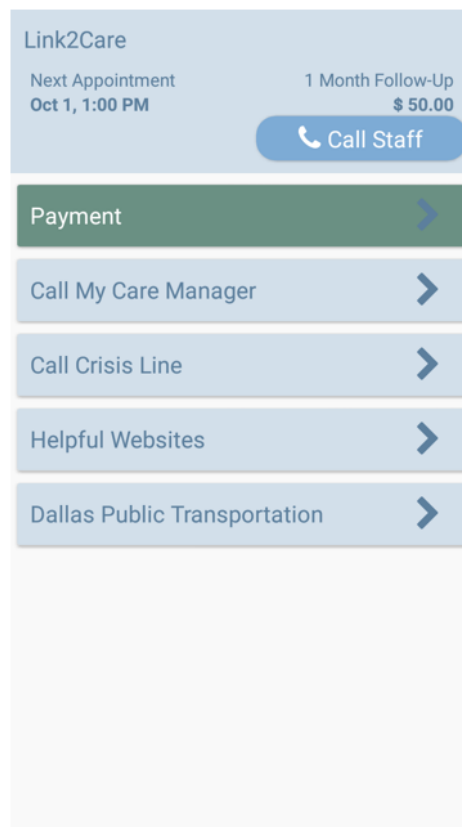 Link2Care
Next Appointment 1 Month Follow-Up
Oct 1, 1:00 PM $ 50.00
Call Staff
Payment
Call My Care Manager
Call Crisis Line
Helpful Websites
Dallas Public Transportation